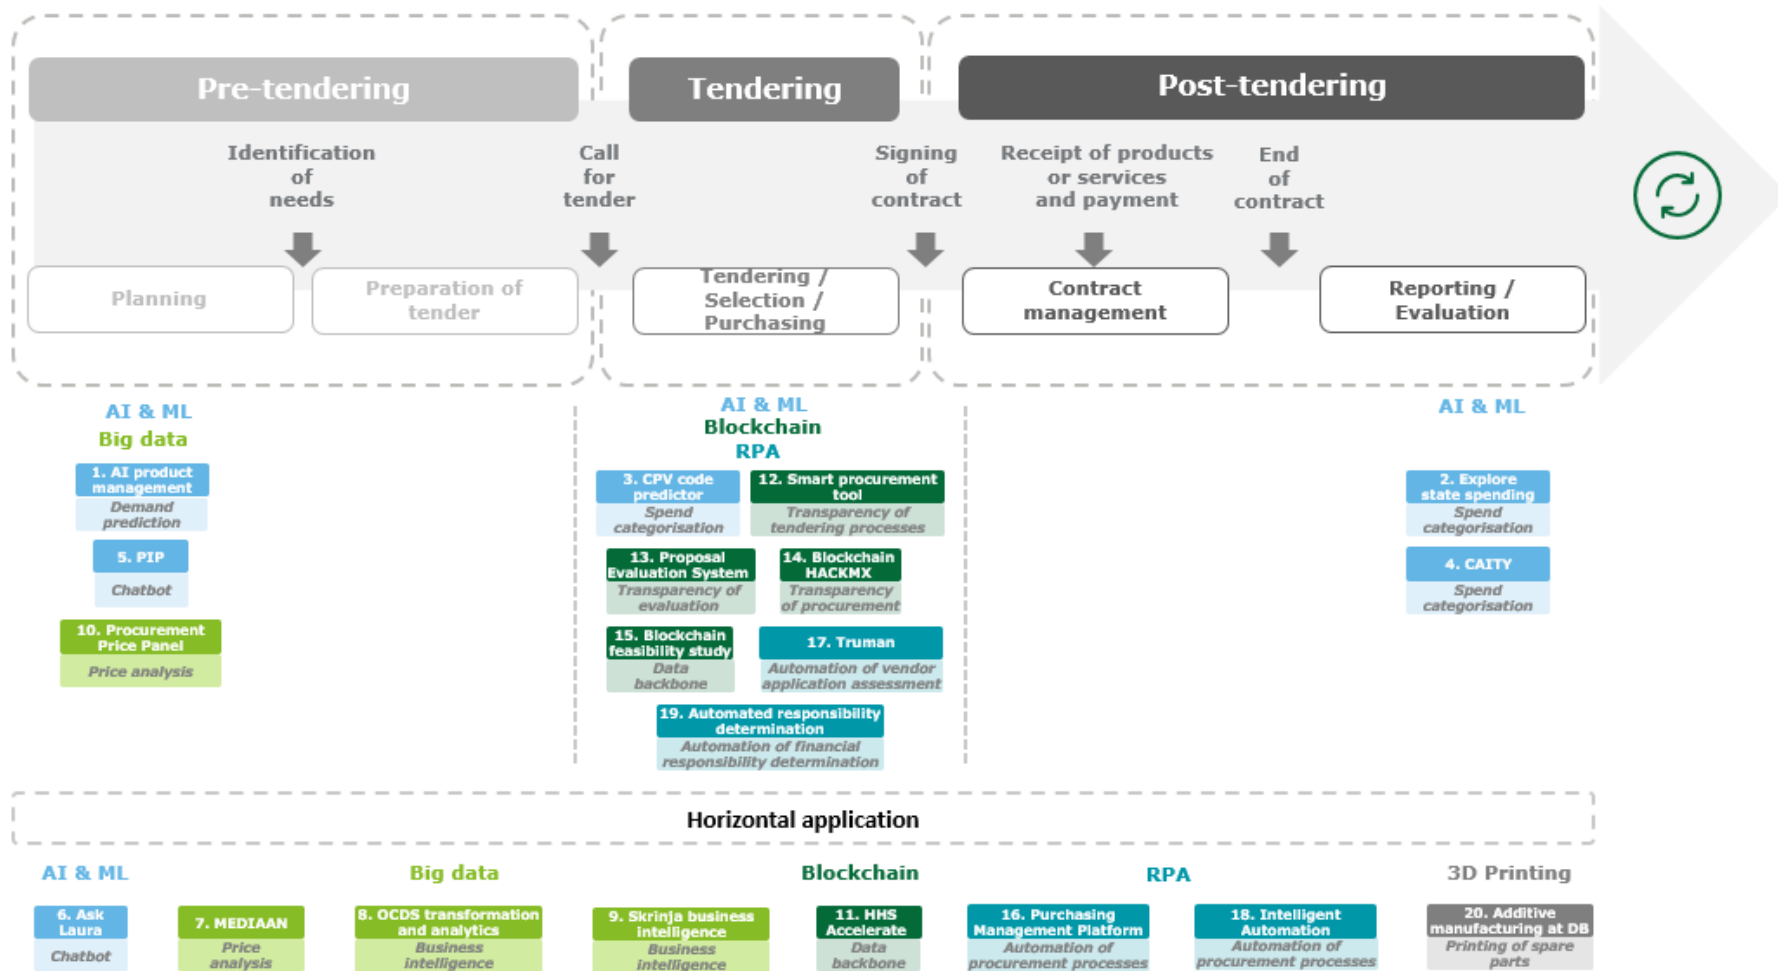 Pre-tendering
Tendering
Post-tendering
Identification
of
needs
Call
for
tender
Signing
of
contract
Receipt of products
or services
and payment
End
of
contract
Planning
Preparation of
tender
Tendering /
Selection /
Purchasing
Contract
management
Reporting /
Evaluation
AI & ML
Big data
1. AI product
management
Demand
prediction
5. PIP
Chatbot
10. Procurement
Price Panel
Price analysis
AI & ML
Blockchain
RPA
3. CPV code
predictor
Spend
categorisation
12. Smart procurement
tool
Transparency of
tendering processes
13. Proposal
Evaluation System
Transparency of
evaluation
14. Blockchain
HACKMX
Transparency
of procurement
15. Blockchain
feasibility study
Data
backbone
17. Truman
Automation of vendor
application assessment
19. Automated responsibility
determination
Automation of financial
responsibility determination
AI & ML
2. Explore
state spending
Spend
categorisation
4. CAITY
Spend
categorisation
Horizontal application
AI & ML
6. Ask
Laura
Chatbot
Big data
7. MEDIAAN
Price
analysis
8. OCDS transformation
and analytics
Business
intelligence
9. Skrinja business
intelligence
Business
intelligence
Blockchain
11. HHS
Accelerate
Data
backbone
RPA
16. Purchasing
Management Platform
Automation of
procurement processes
18. Intelligent
Automation
Automation of
procurement processes
3D Printing
20. Additive
manufacturing at DB
Printing of spare
parts